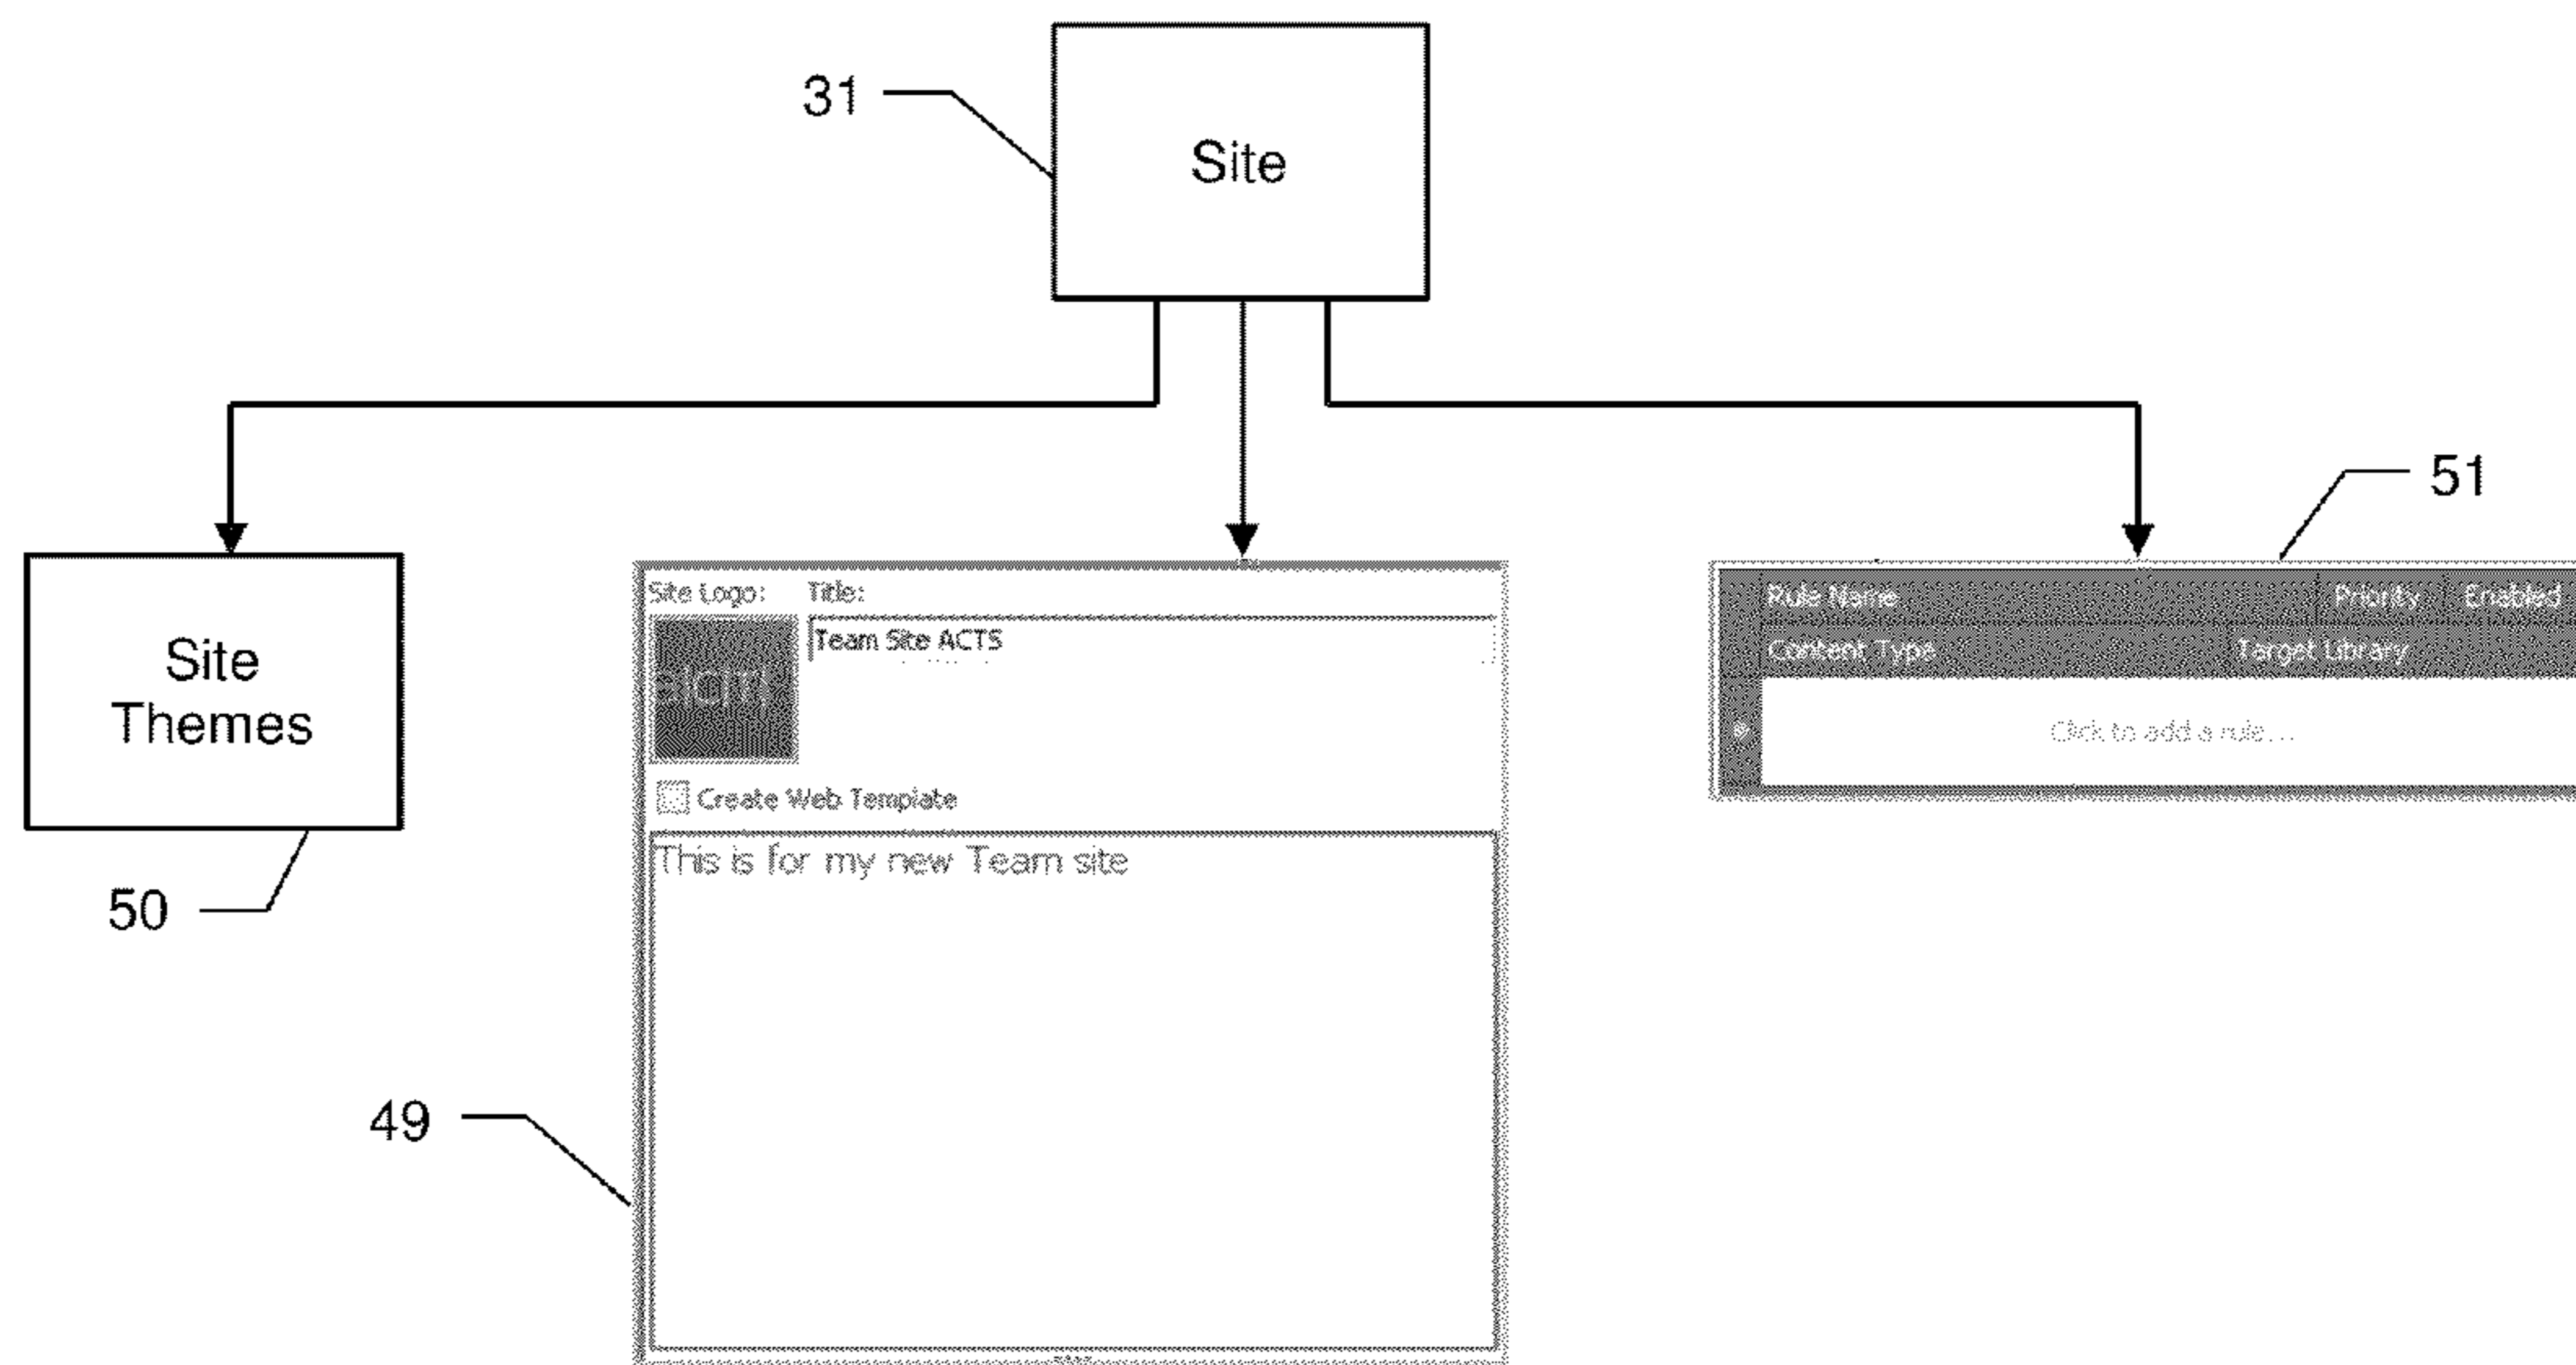 31
Site
51
Site
Themes
50
Site Logo:
Title:
Team Site ACTS
Create Web Template
This is for my new Team site
49
Rule Name
Priority
Enabled
Content Type
Target Library
Click to add a rule...